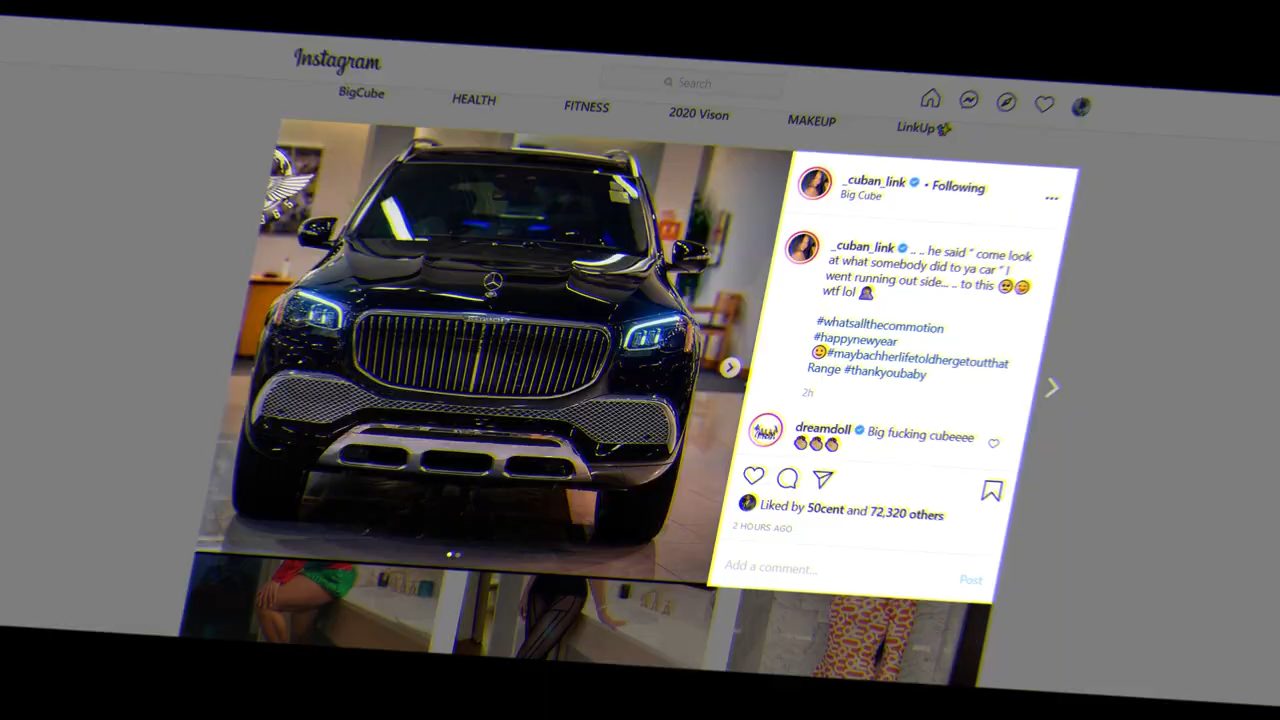 Instagram
Search
BigCube
HEALTH
FITNESS
2020 Vison
MAKEUP
LinkUp
_cuban_link • Following
Big Cube
_cuban_link .. .. he said “ come look
at what somebody did to ya car “ I
went running out side... .. to this 🥺😅
wtf lol 🤦🏾‍♀️
#whatsallthecommotion
#happynewyear
🙂#maybachherlifetoldhergetoutthat
Range #thankyoubaby
2h
dreamdoll Big fucking cubeeee
👏👏👏
Liked by 50cent and 72,320 others
2 HOURS AGO
Add a comment...
Post